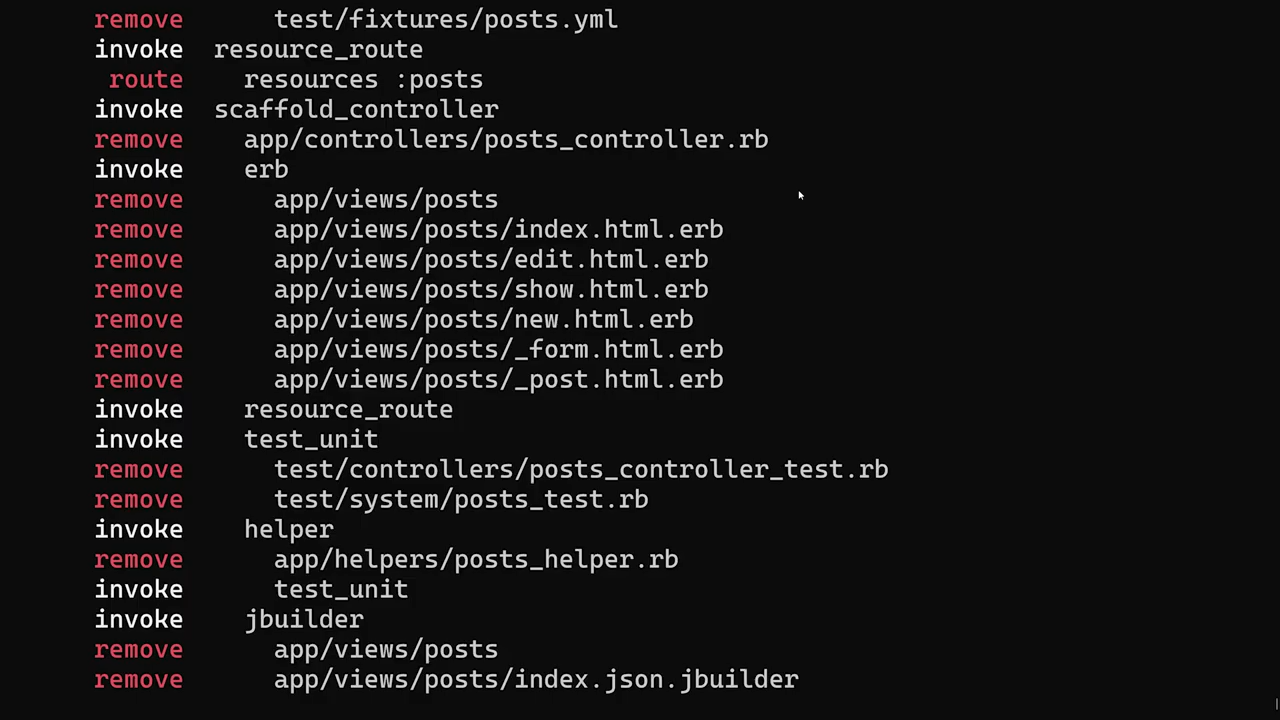 remove      test/fixtures/posts.yml
invoke  resource_route
 route    resources :posts
invoke  scaffold_controller
remove    app/controllers/posts_controller.rb
invoke    erb
remove      app/views/posts
remove      app/views/posts/index.html.erb
remove      app/views/posts/edit.html.erb
remove      app/views/posts/show.html.erb
remove      app/views/posts/new.html.erb
remove      app/views/posts/_form.html.erb
remove      app/views/posts/_post.html.erb
invoke    resource_route
invoke    test_unit
remove      test/controllers/posts_controller_test.rb
remove      test/system/posts_test.rb
invoke    helper
remove      app/helpers/posts_helper.rb
invoke      test_unit
invoke    jbuilder
remove      app/views/posts
remove      app/views/posts/index.json.jbuilder